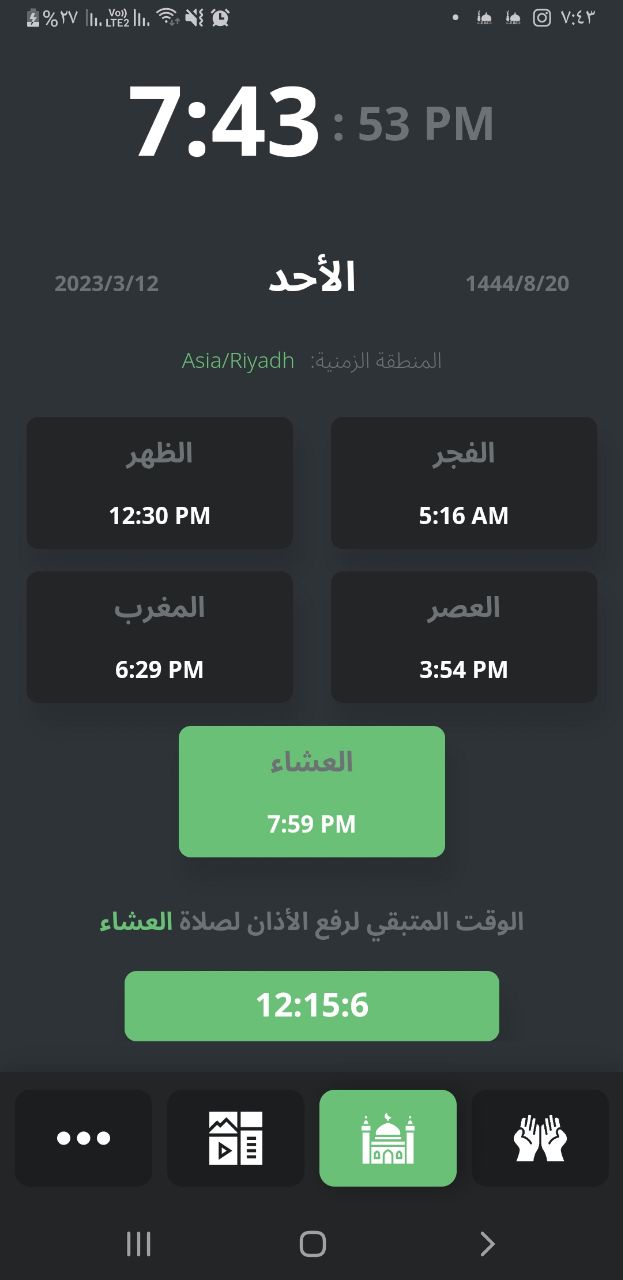 %٢٧ Vo) LTE2 ٧:٤٣
7:43 : 53 PM
2023/3/12 الأحد 1444/8/20
المنطقة الزمنية: Asia/Riyadh
الفجر
5:16 AM
الظهر
12:30 PM
العصر
3:54 PM
المغرب
6:29 PM
العشاء
7:59 PM
الوقت المتبقي لرفع الأذان لصلاة العشاء
12:15:6